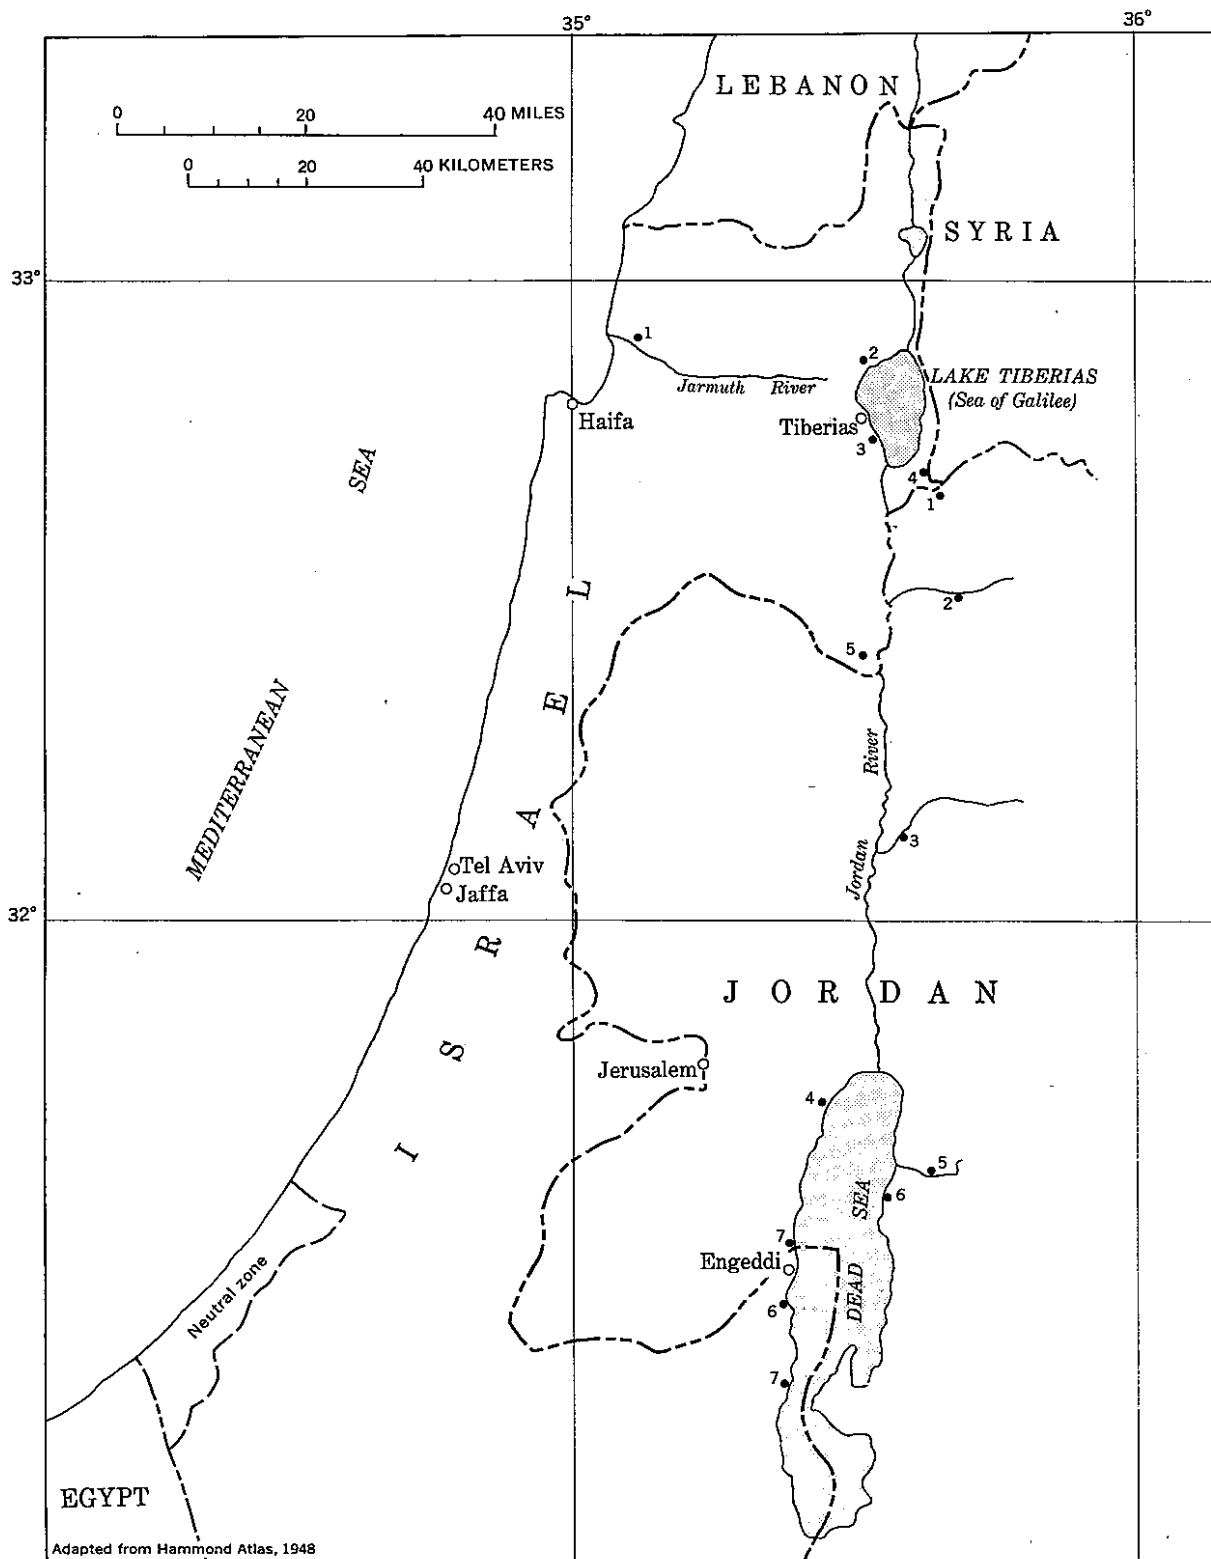 35°
36°
LEBANON
0 20 40 MILES
0 20 40 KILOMETERS
SYRIA
33°
1
2
Jarmuth River
LAKE TIBERIAS
(Sea of Galilee)
Haifa
Tiberias
3
SEA
4
1
L
2
5
E
MEDITERRANEAN
River
A
3
Jordan
Tel Aviv
Jaffa
32°
R
JORDAN
S
Jerusalem
4
I
5
SEA
6
7
Engeddi
DEAD
Neutral zone
6
7
EGYPT
Adapted from Hammond Atlas, 1948